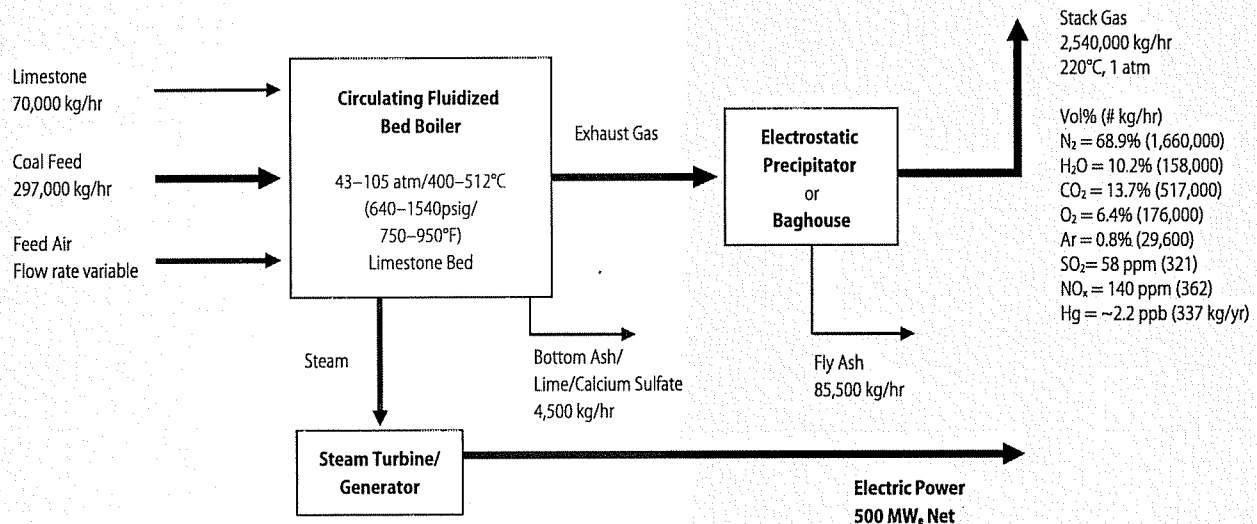 Limestone
70,000 kg/hr
Coal Feed
297,000 kg/hr
Feed Air
Flow rate variable
Circulating Fluidized
Bed Boiler
43–105 atm/400–512°C
(640–1540psig/
750–950°F)
Limestone Bed
Exhaust Gas
Electrostatic
Precipitator
or
Baghouse
Stack Gas
2,540,000 kg/hr
220°C, 1 atm
Vol% (# kg/hr)
N₂ = 68.9% (1,660,000)
H₂O = 10.2% (158,000)
CO₂ = 13.7% (517,000)
O₂ = 6.4% (176,000)
Ar = 0.8% (29,600)
SO₂ = 58 ppm (321)
NOₓ = 140 ppm (362)
Hg = ~2.2 ppb (337 kg/yr)
Steam
Bottom Ash/
Lime/Calcium Sulfate
4,500 kg/hr
Fly Ash
85,500 kg/hr
Steam Turbine/
Generator
Electric Power
500 MWₑ Net